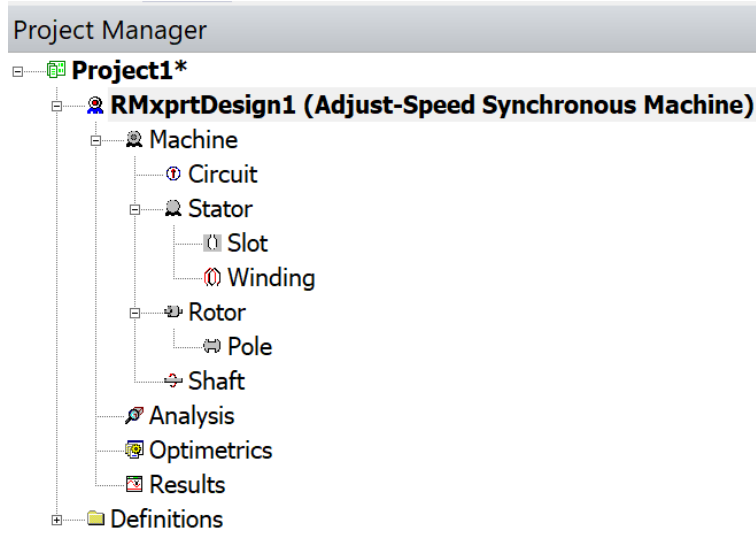 Project Manager
Project1*
RMxprtDesign1 (Adjust-Speed Synchronous Machine)
Machine
Circuit
Stator
Slot
Winding
Rotor
Pole
Shaft
Analysis
Optimetrics
Results
Definitions